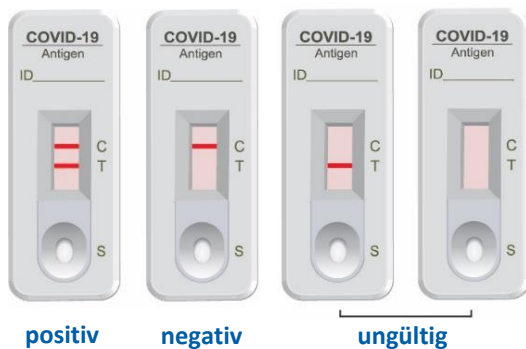 COVID-19
Antigen
ID
C
T
S
COVID-19
Antigen
ID
C
T
S
COVID-19
Antigen
ID
C
T
S
COVID-19
Antigen
ID
C
T
S
positiv
negativ
ungültig